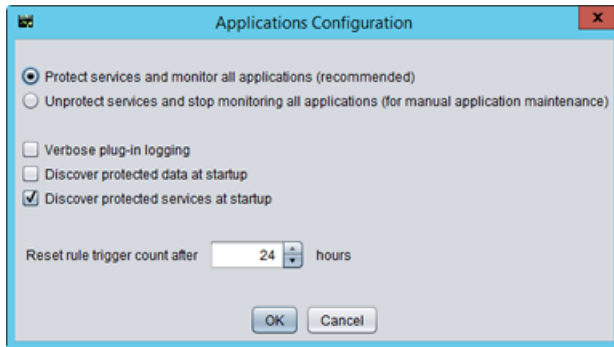 Applications Configuration
x
Protect services and monitor all applications (recommended)
Unprotect services and stop monitoring all applications (for manual application maintenance)
Verbose plug-in logging
Discover protected data at startup
Discover protected services at startup
Reset rule trigger count after 24 hours
OK Cancel